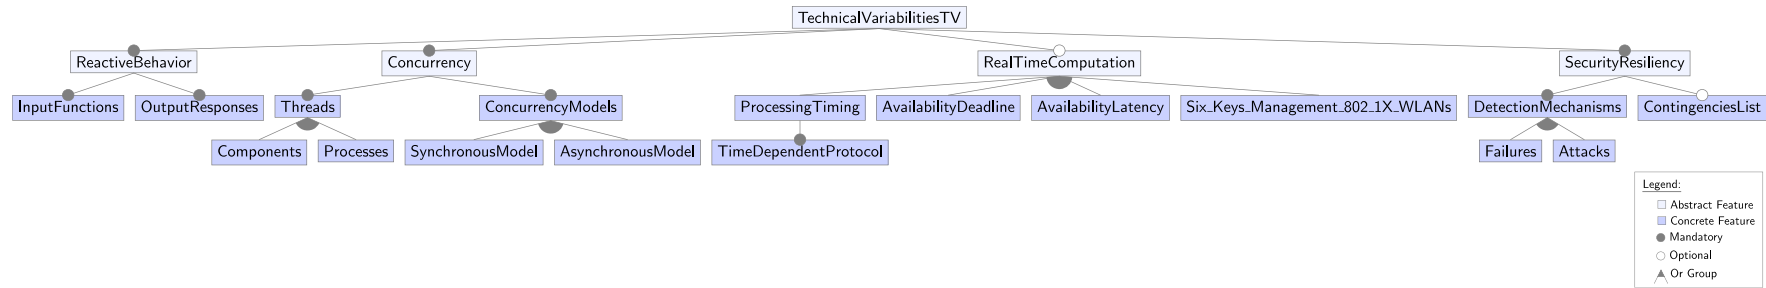 TechnicalVariabilitiesTV
ReactiveBehavior
Concurrency
RealTimeComputation
SecurityResiliency
InputFunctions
OutputResponses
Threads
ConcurrencyModels
ProcessingTiming
AvailabilityDeadline
AvailabilityLatency
Six_Keys_Management_802_1X_WLANs
DetectionMechanisms
ContingenciesList
Components
Processes
SynchronousModel
AsynchronousModel
TimeDependentProtocol
Failures
Attacks
Legend:
Abstract Feature
Concrete Feature
Mandatory
Optional
Or Group